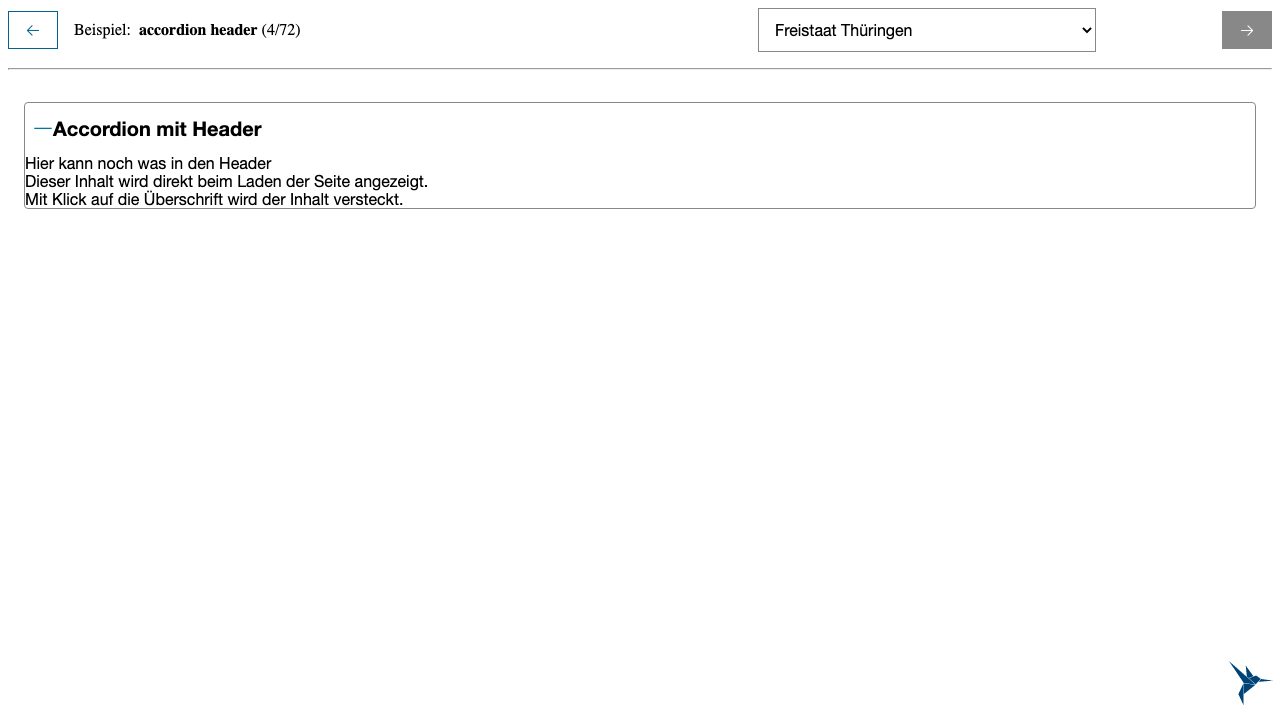 Beispiel: accordion header (4/72)
Freistaat Thüringen
Accordion mit Header
Hier kann noch was in den Header
Dieser Inhalt wird direkt beim Laden der Seite angezeigt.
Mit Klick auf die Überschrift wird der Inhalt versteckt.